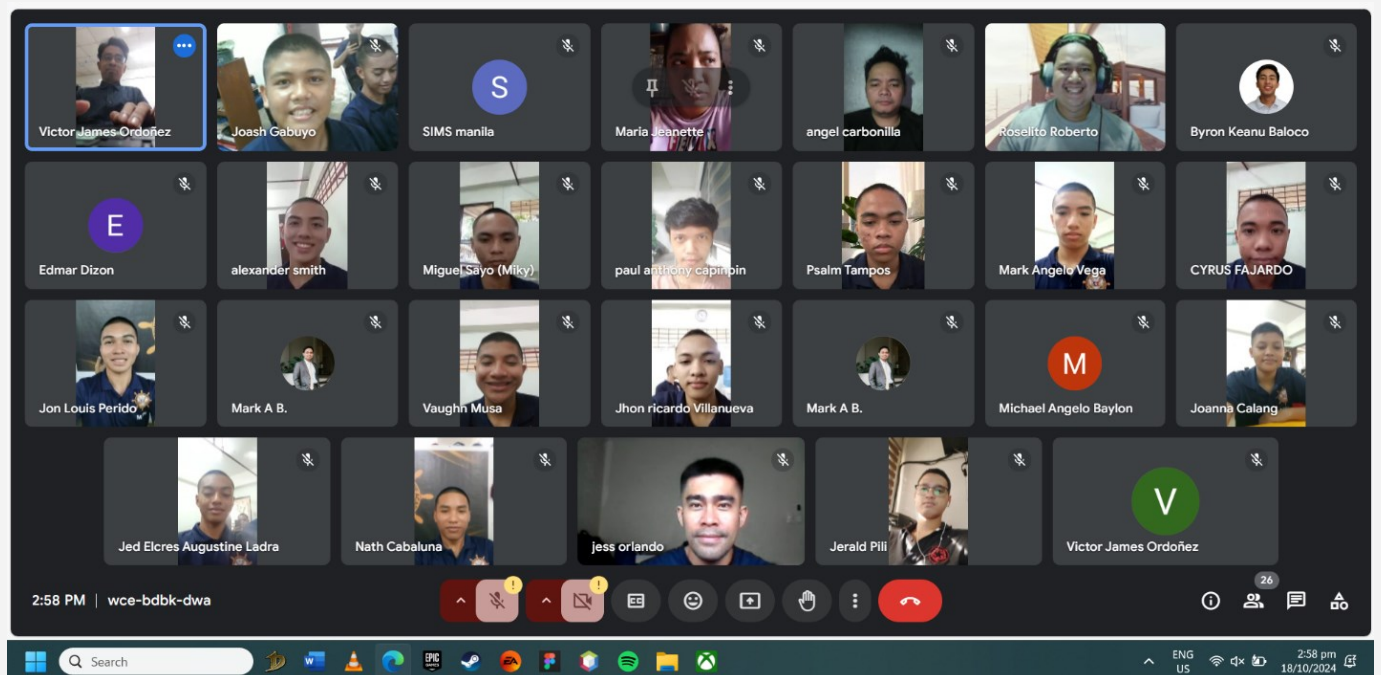 Victor James Ordoñez
Joash Gabuyo
S
SIMS manila
Maria Jeanette
angel carbonilla
Roselito Roberto
Byron Keanu Baloco
E
Edmar Dizon
alexander smith
Miguel Sayo (Miky)
paul anthony capinpin
Psalm Tampos
Mark Angelo Vega
CYRUS FAJARDO
Jon Louis Perido
Mark A B.
Vaughn Musa
Jhon ricardo Villanueva
Mark A B.
M
Michael Angelo Baylon
Joanna Calang
Jed Elcres Augustine Ladra
Nath Cabaluna
jess orlando
Jerald Pili
V
Victor James Ordoñez
2:58 PM | wce-bdbk-dwa
26
Search
ENG
US
2:58 pm
18/10/2024